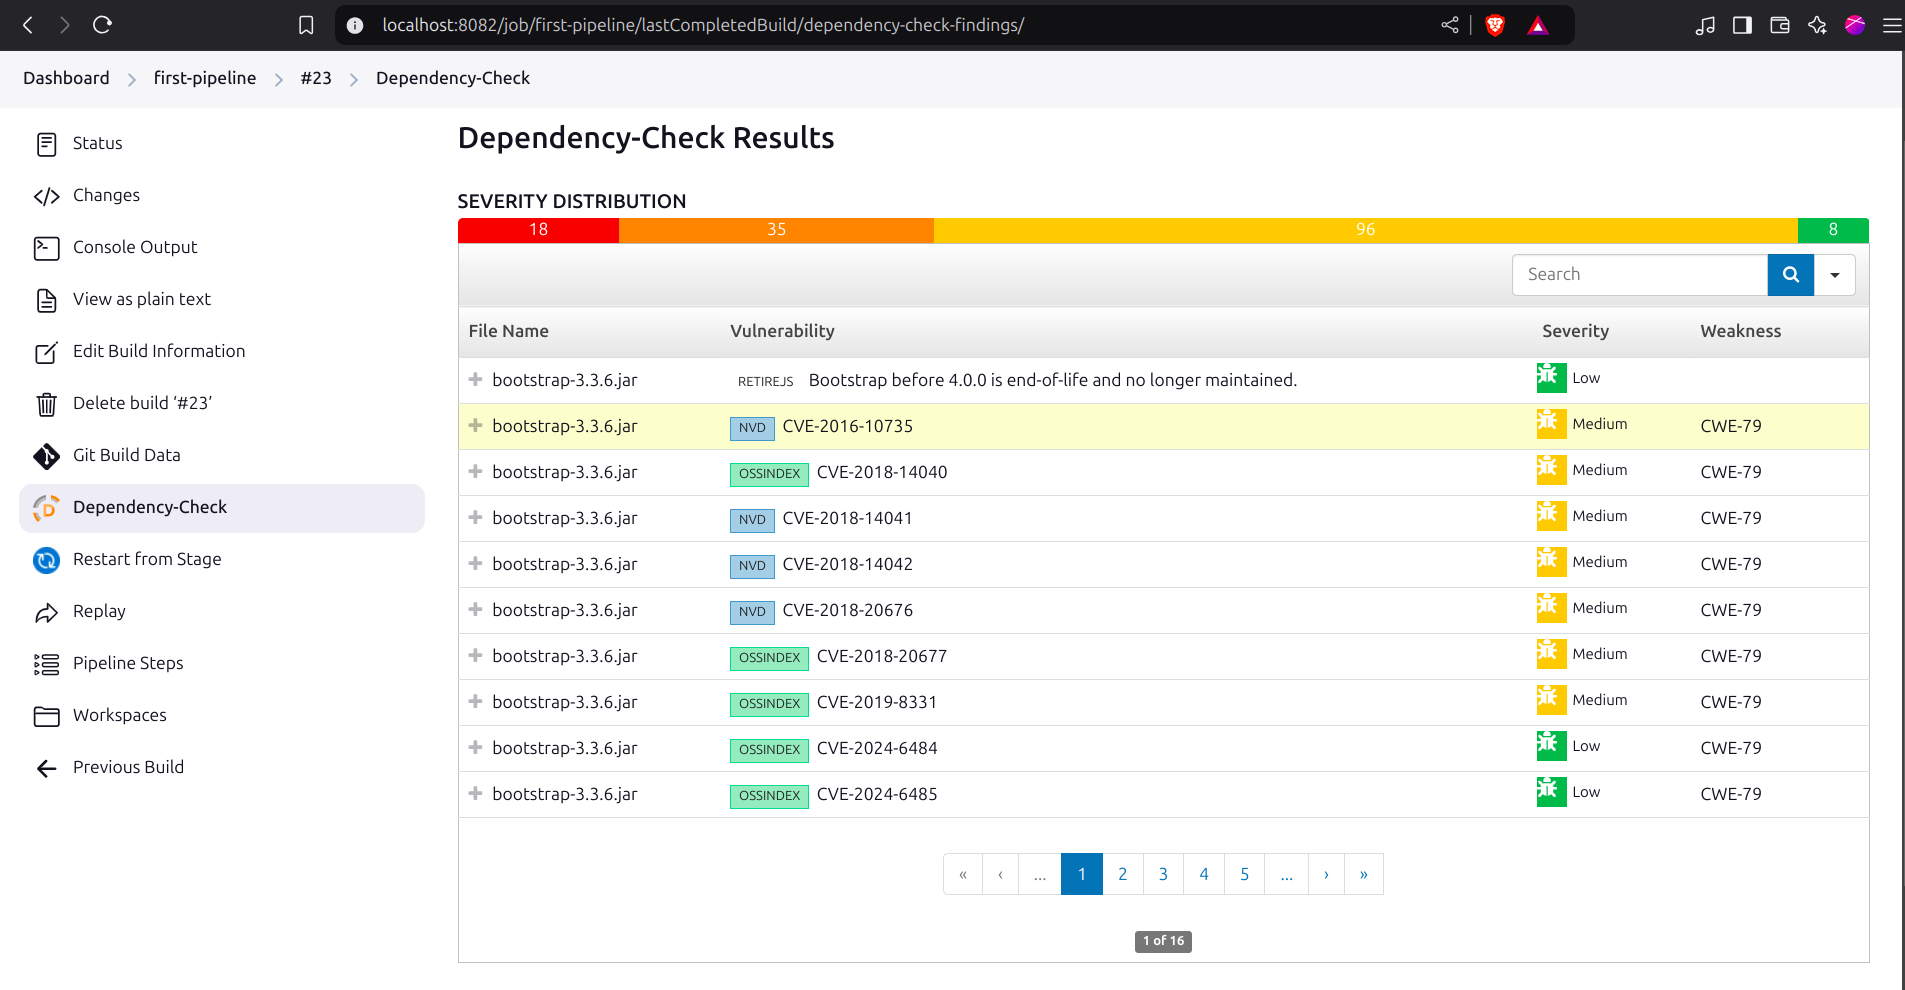 localhost:8082/job/first-pipeline/lastCompletedBuild/dependency-check-findings/
Dashboard first-pipeline #23 Dependency-Check
Status
Changes
Console Output
View as plain text
Edit Build Information
Delete build ‘#23’
Git Build Data
Dependency-Check
Restart from Stage
Replay
Pipeline Steps
Workspaces
Previous Build
Dependency-Check Results
SEVERITY DISTRIBUTION
18 35 96 8
Search
File Name Vulnerability Severity Weakness
bootstrap-3.3.6.jar RETIREJS Bootstrap before 4.0.0 is end-of-life and no longer maintained. Low
bootstrap-3.3.6.jar NVD CVE-2016-10735 Medium CWE-79
bootstrap-3.3.6.jar OSSINDEX CVE-2018-14040 Medium CWE-79
bootstrap-3.3.6.jar NVD CVE-2018-14041 Medium CWE-79
bootstrap-3.3.6.jar NVD CVE-2018-14042 Medium CWE-79
bootstrap-3.3.6.jar NVD CVE-2018-20676 Medium CWE-79
bootstrap-3.3.6.jar OSSINDEX CVE-2018-20677 Medium CWE-79
bootstrap-3.3.6.jar OSSINDEX CVE-2019-8331 Medium CWE-79
bootstrap-3.3.6.jar OSSINDEX CVE-2024-6484 Low CWE-79
bootstrap-3.3.6.jar OSSINDEX CVE-2024-6485 Low CWE-79
« ‹ ... 1 2 3 4 5 ... › »
1 of 16